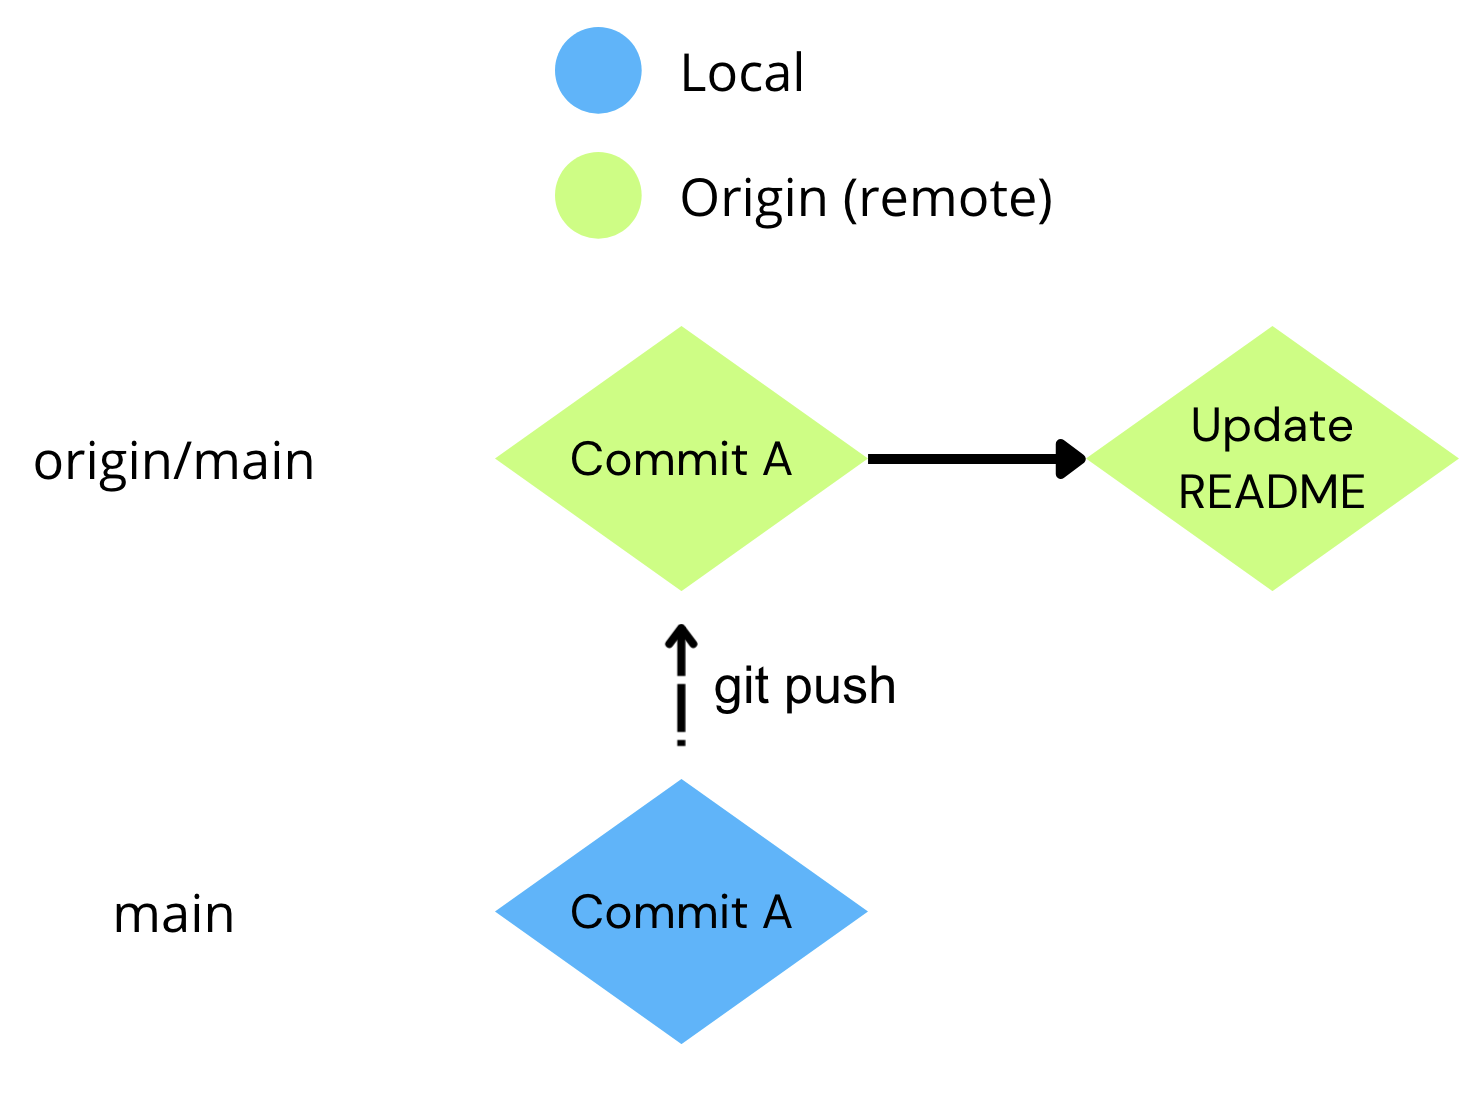 Local
Origin (remote)
origin/main
Commit A
Update
README
git push
main
Commit A